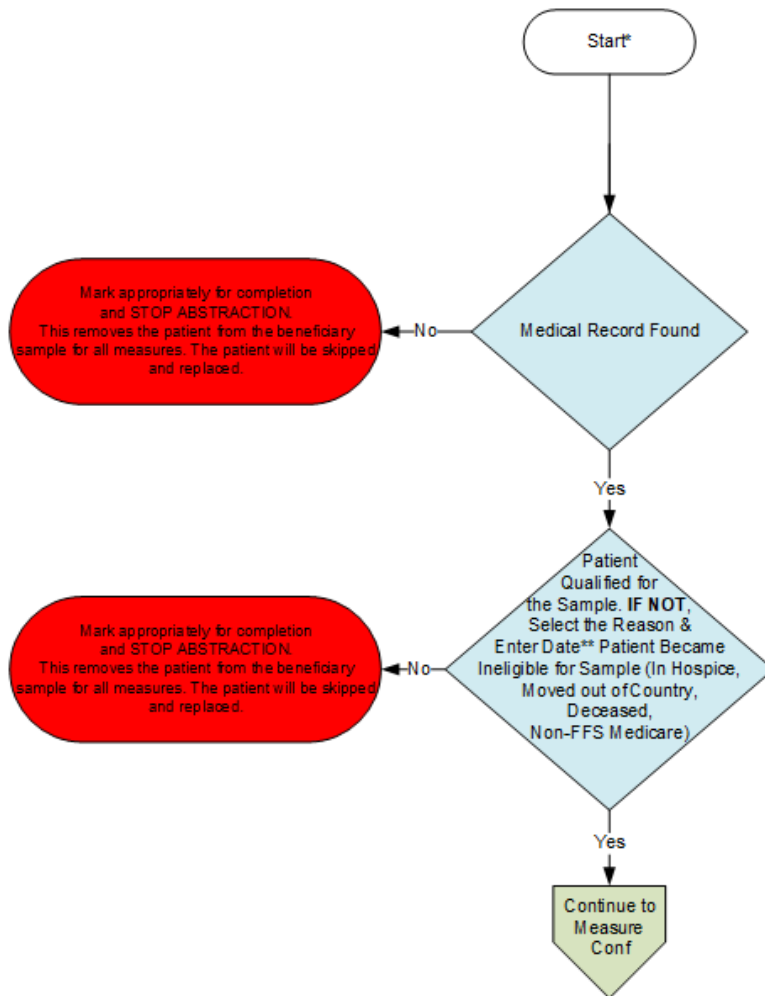 Start*
Medical Record Found
No
Mark appropriately for completion
and STOP ABSTRACTION.
This removes the patient from the beneficiary
sample for all measures. The patient will be skipped
and replaced.
Yes
Patient
Qualified for
the Sample. IF NOT,
Select the Reason &
Enter Date** Patient Became
Ineligible for Sample (In Hospice,
Moved out of Country,
Deceased,
Non-FFS Medicare)
No
Mark appropriately for completion
and STOP ABSTRACTION.
This removes the patient from the beneficiary
sample for all measures. The patient will be skipped
and replaced.
Yes
Continue to
Measure
Conf